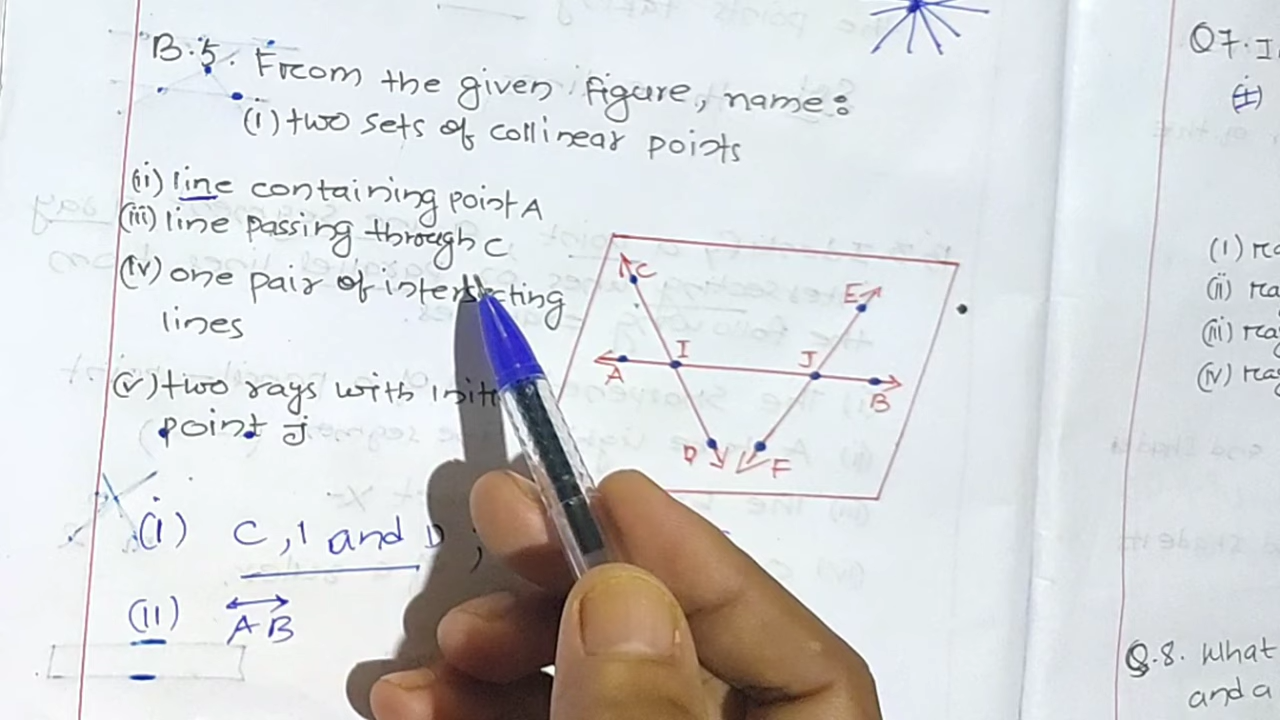 B.5. From the given figure, name:
(i) two sets of collinear points
(ii) line containing point A
(iii) line passing through C
(iv) one pair of intersecting
lines
(v) two rays with
point J
C
E
I
J
A
B
D
F
(i) C, I and D ;
(ii) AB
Q7.
(i)
(i)
(ii)
(iii)
(iv)
Q.8. What
and a